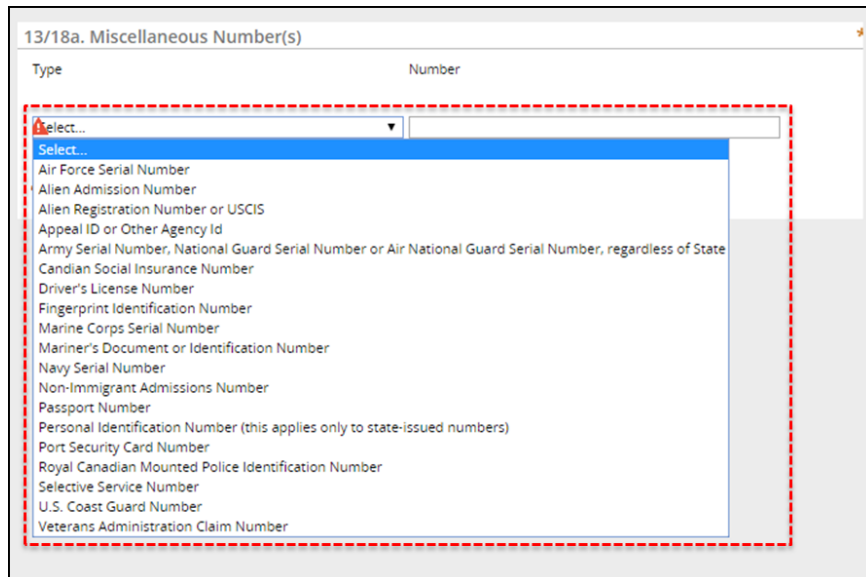 13/18a. Miscellaneous Number(s) *
Type Number
Select... ▼
Select...
Air Force Serial Number
Alien Admission Number
Alien Registration Number or USCIS
Appeal ID or Other Agency Id
Army Serial Number, National Guard Serial Number or Air National Guard Serial Number, regardless of State
Candian Social Insurance Number
Driver's License Number
Fingerprint Identification Number
Marine Corps Serial Number
Mariner's Document or Identification Number
Navy Serial Number
Non-Immigrant Admissions Number
Passport Number
Personal Identification Number (this applies only to state-issued numbers)
Port Security Card Number
Royal Canadian Mounted Police Identification Number
Selective Service Number
U.S. Coast Guard Number
Veterans Administration Claim Number